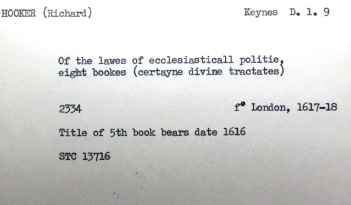 HOOKER (Richard) Keynes D. 1. 9
Of the lawes of ecclesiasticall politie,
eight bookes (certayne divine tractates)
2334 fº London, 1617-18
Title of 5th book bears date 1616
STC 13716